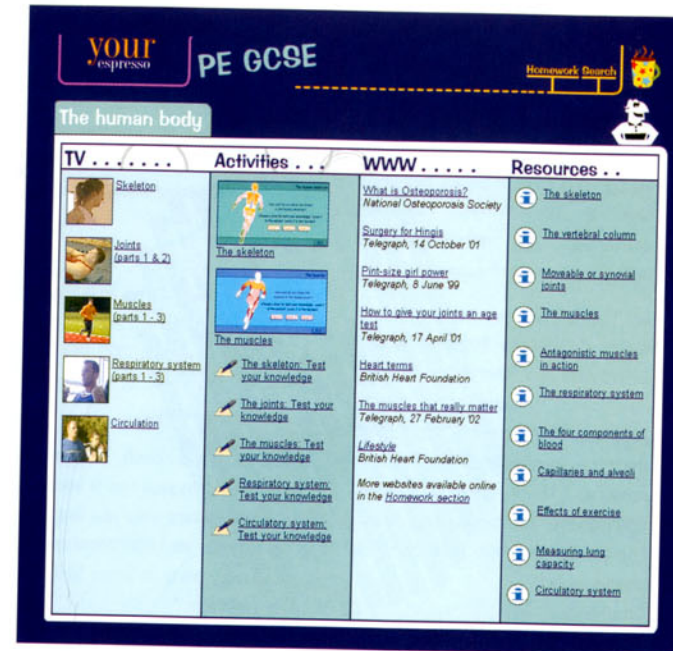 your
espresso
PE GCSE
Homework Search
The human body
TV . . . . . . .
Skeleton
Joints
(parts 1 & 2)
Muscles
(parts 1 - 3)
Respiratory system
(parts 1 - 3)
Circulation
Activities . . .
The skeleton
The muscles
The skeleton: Test
your knowledge
The joints: Test your
knowledge
The muscles: Test
your knowledge
Respiratory system:
Test your knowledge
Circulatory system:
Test your knowledge
WWW . . . . .
What is Osteoporosis?
National Osteoporosis Society
Surgery for Hingis
Telegraph, 14 October '01
Pint-size girl power
Telegraph, 8 June '99
How to give your joints an age
test
Telegraph, 17 April '01
Heart terms
British Heart Foundation
The muscles that really matter
Telegraph, 27 February '02
Lifestyle
British Heart Foundation
More websites available online
in the Homework section
Resources . .
The skeleton
The vertebral column
Moveable or synovial
joints
The muscles
Antagonistic muscles
in action
The respiratory system
The four components of
blood
Capillaries and alveoli
Effects of exercise
Measuring lung
capacity
Circulatory system